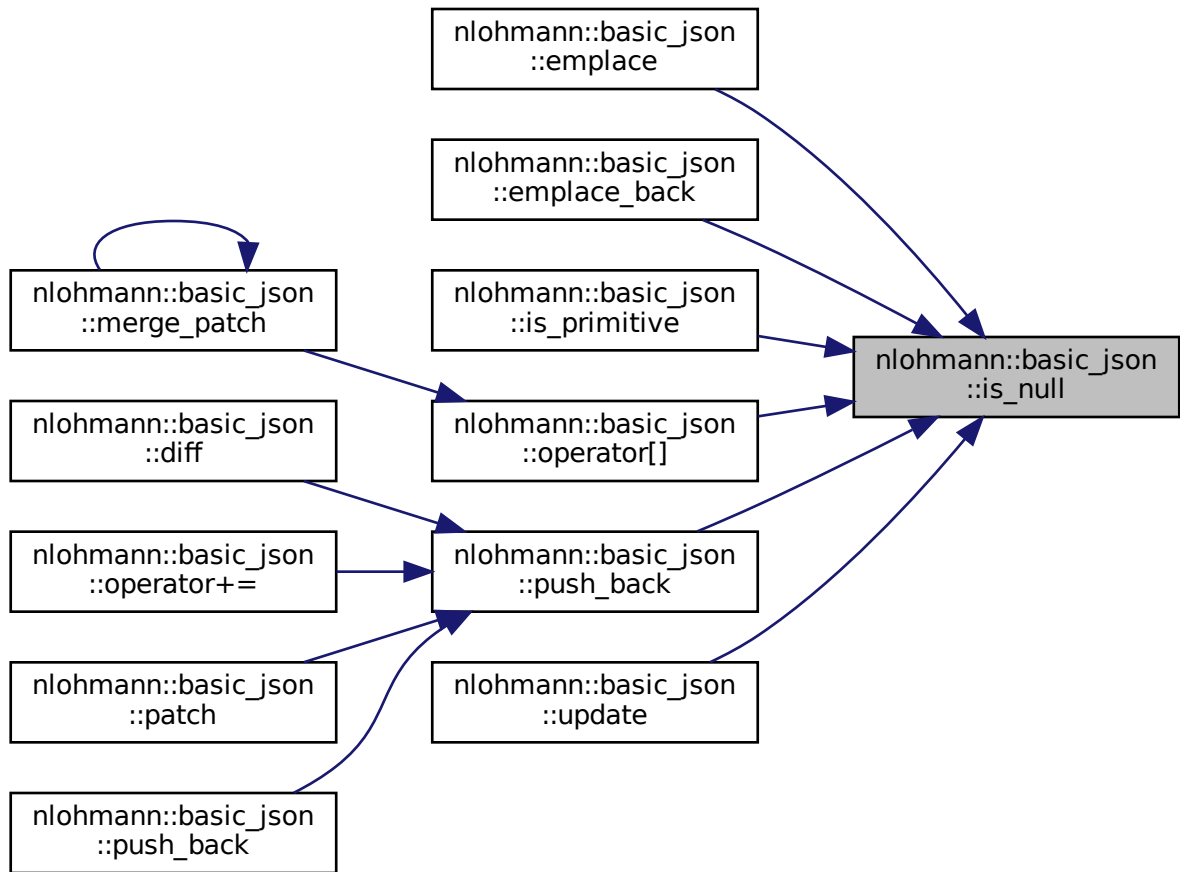 nlohmann::basic_json
::emplace
nlohmann::basic_json
::emplace_back
nlohmann::basic_json
::merge_patch
nlohmann::basic_json
::is_primitive
nlohmann::basic_json
::is_null
nlohmann::basic_json
::diff
nlohmann::basic_json
::operator[]
nlohmann::basic_json
::operator+=
nlohmann::basic_json
::push_back
nlohmann::basic_json
::patch
nlohmann::basic_json
::update
nlohmann::basic_json
::push_back